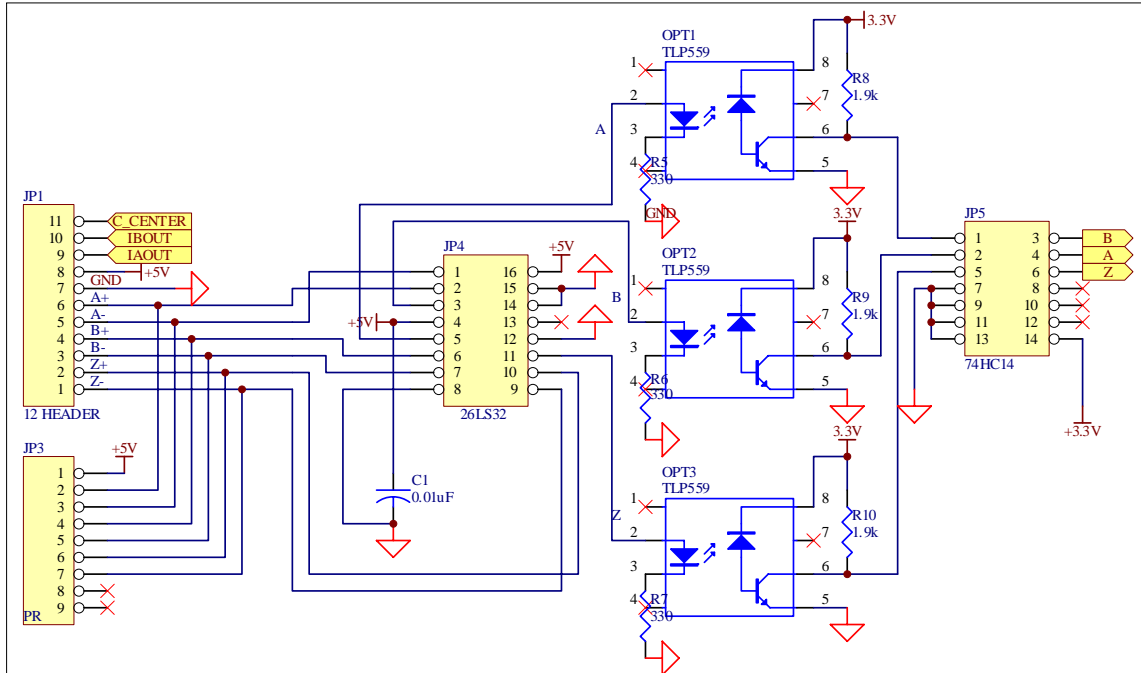 JP1
11 C_CENTER
10 IBOUT
9 IAOUT
8 +5V
7 GND
6 A+
5 A-
4 B+
3 B-
2 Z+
1 Z-
12 HEADER
JP3
+5V
1
2
3
4
5
6
7
8
9
PR
JP4
+5V
1 16
2 15
3 14
+5V 4 13
5 12
6 11
7 10
8 9
26LS32
C1
0.01uF
A
B
Z
OPT1
TLP559
1
2
3
4
8
7
6
5
R5
330
GND
3.3V
R8
1.9k
OPT2
TLP559
1
2
3
4
7
6
5
R6
330
3.3V
R9
1.9k
OPT3
TLP559
1
2
3
4
8
7
6
5
R7
330
3.3V
R10
1.9k
JP5
1 3 B
2 4 A
5 6 Z
7 8
9 10
11 12
13 14
74HC14
+3.3V